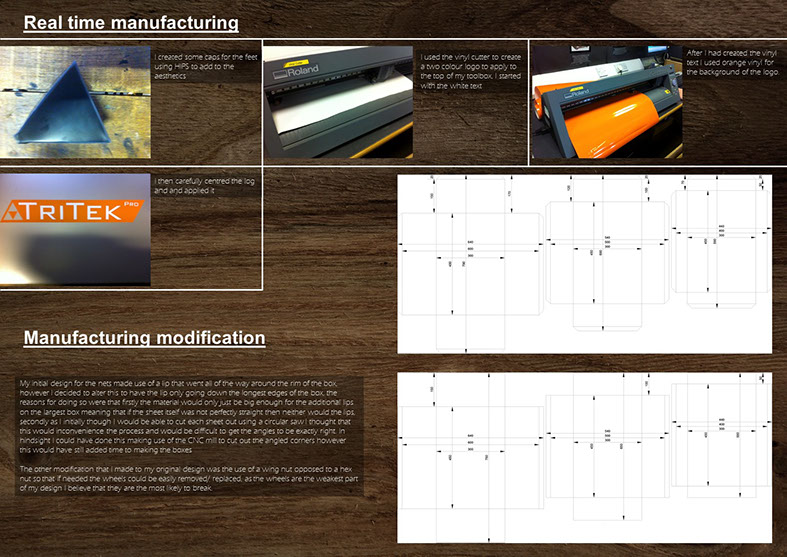 Real time manufacturing
I created some caps for the feet
using HIPS to add to the
aesthetics
Roland
I used the vinyl cutter to create
a two colour logo to apply to
the top of my toolbox. I started
with the white text
Roland
After I had created the vinyl
text I used orange vinyl for
the background of the logo.
TRITEK PRO
I then carefully centred the log
and and applied it
Manufacturing modification
My initial design for the nets made use of a lip that went all of the way around the rim of the box,
however I decided to alter this to have the lip only going down the longest edges of the box, the
reasons for doing so were that firstly the material would only just be big enough for the additional lips
on the largest box meaning that if the sheet itself was not perfectly straight then neither would the lips,
secondly as I initially though I would be able to cut each sheet out using a circular saw I thought that
this would inconvenience the process and would be difficult to get the angles to be exactly right, in
hindsight I could have done this making use of the CNC mill to cut out the angled corners however
this would have still added time to making the boxes
The other modification that i made to my original design was the use of a wing nut opposed to a hex
nut so that if needed the wheels could be easily removed/ replaced, as the wheels are the weakest part
of my design I believe that they are the most likely to break.